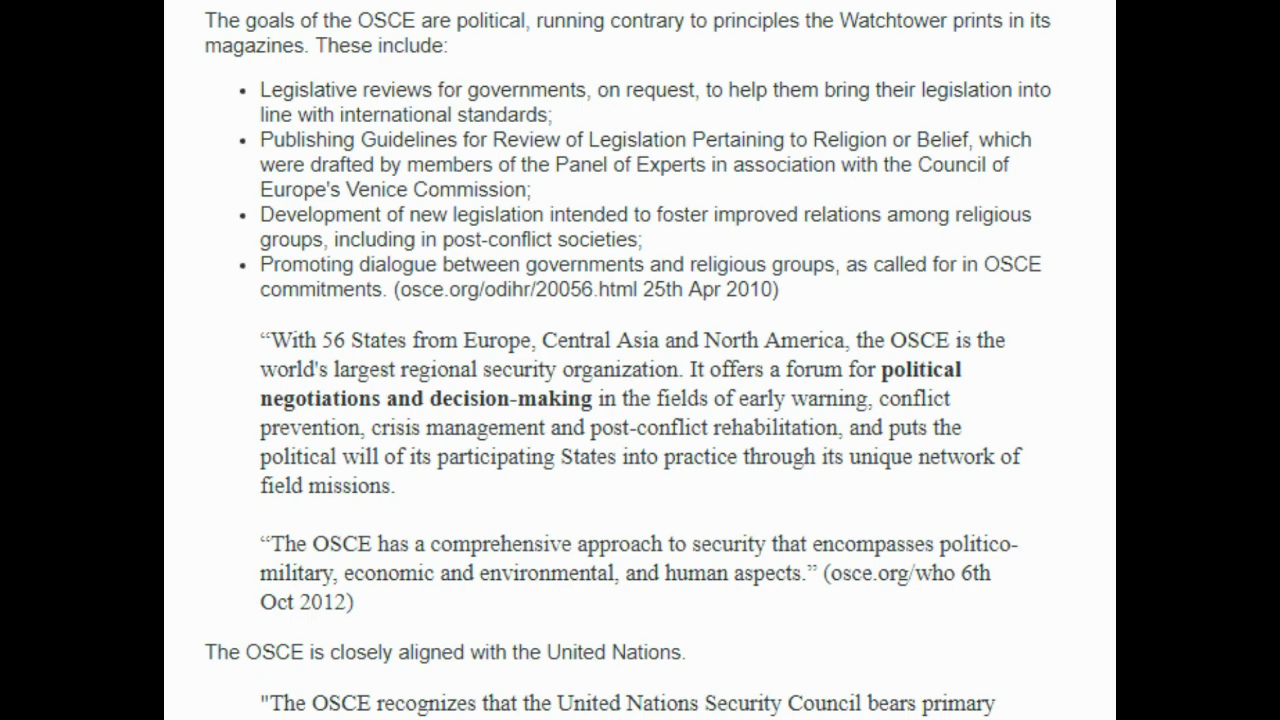 The goals of the OSCE are political, running contrary to principles the Watchtower prints in its
magazines. These include:
• Legislative reviews for governments, on request, to help them bring their legislation into
line with international standards;
• Publishing Guidelines for Review of Legislation Pertaining to Religion or Belief, which
were drafted by members of the Panel of Experts in association with the Council of
Europe's Venice Commission;
• Development of new legislation intended to foster improved relations among religious
groups, including in post-conflict societies;
• Promoting dialogue between governments and religious groups, as called for in OSCE
commitments. (osce.org/odihr/20056.html 25th Apr 2010)
“With 56 States from Europe, Central Asia and North America, the OSCE is the
world's largest regional security organization. It offers a forum for political
negotiations and decision-making in the fields of early warning, conflict
prevention, crisis management and post-conflict rehabilitation, and puts the
political will of its participating States into practice through its unique network of
field missions.
“The OSCE has a comprehensive approach to security that encompasses politico-
military, economic and environmental, and human aspects.” (osce.org/who 6th
Oct 2012)
The OSCE is closely aligned with the United Nations.
"The OSCE recognizes that the United Nations Security Council bears primary